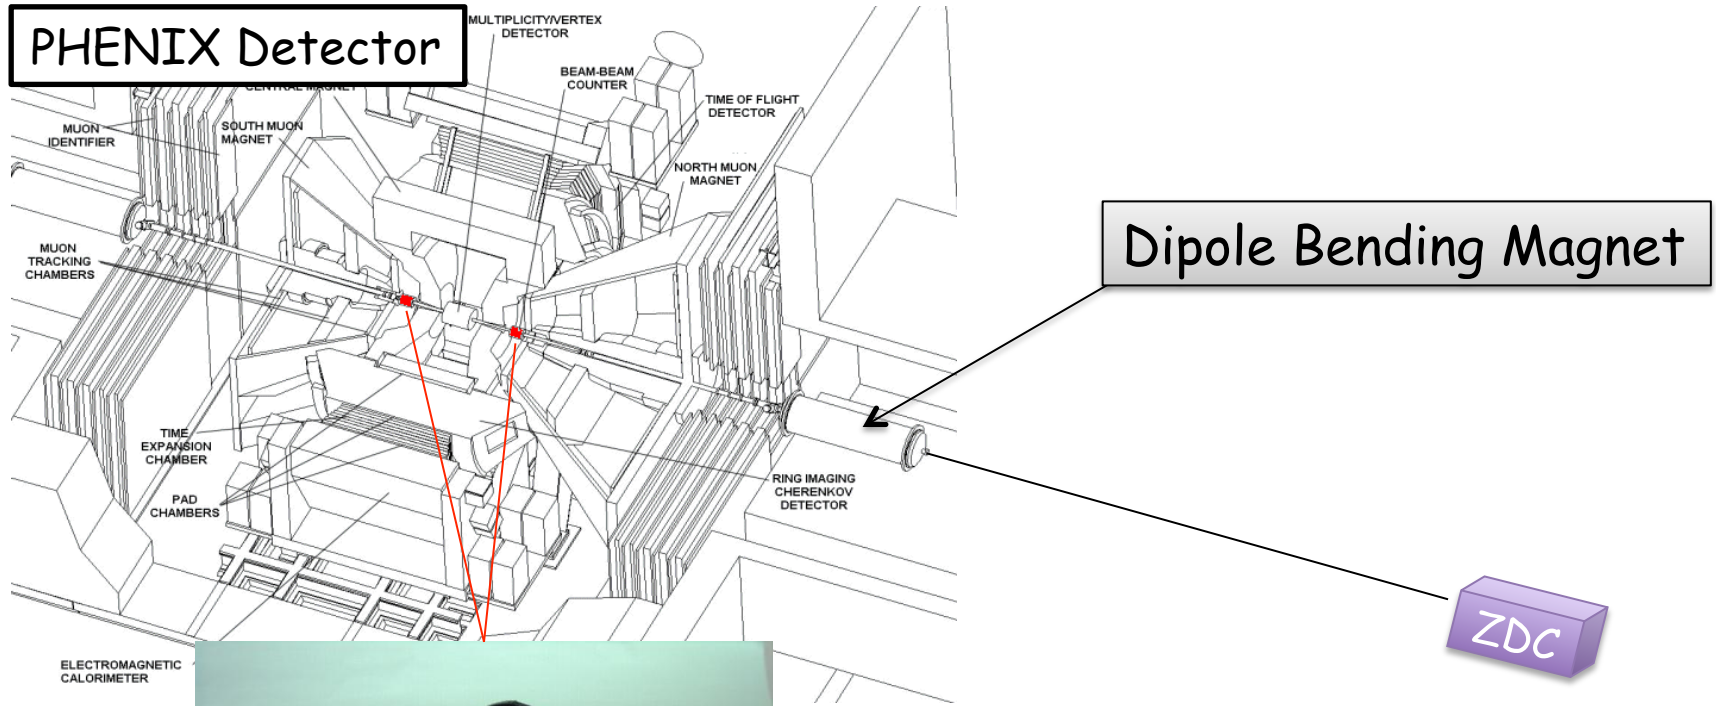 PHENIX Detector
MULTIPLICITY/VERTEX
DETECTOR
CENTRAL MAGNET
BEAM-BEAM
COUNTER
TIME OF FLIGHT
DETECTOR
MUON
IDENTIFIER
SOUTH MUON
MAGNET
NORTH MUON
MAGNET
Dipole Bending Magnet
MUON
TRACKING
CHAMBERS
TIME
EXPANSION
CHAMBER
PAD
CHAMBERS
RING IMAGING
CHERENKOV
DETECTOR
ZDC
ELECTROMAGNETIC
CALORIMETER